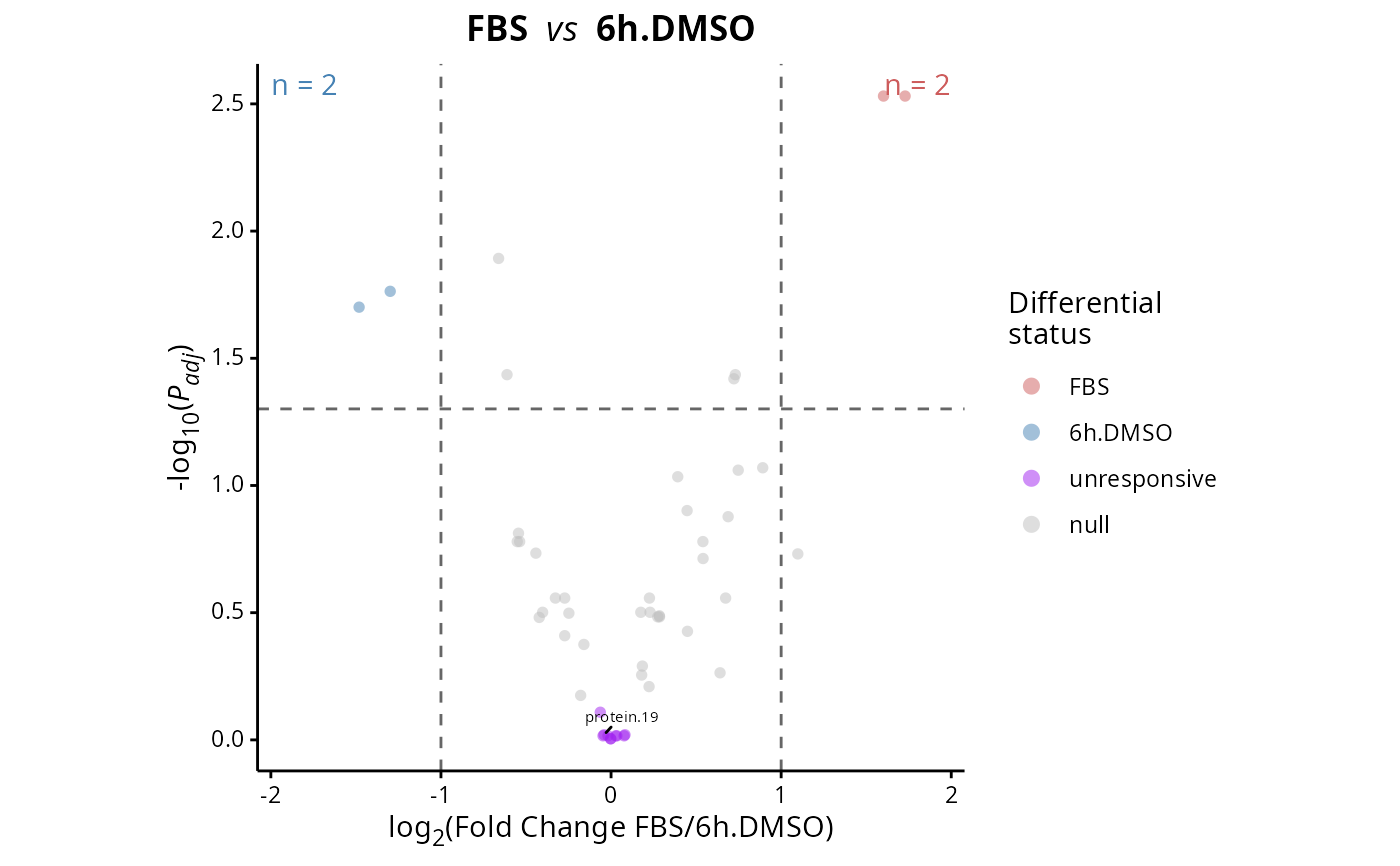 FBS vs 6h.DMSO
n = 2
n = 2
2.5
2.0
1.5
1.0
0.5
0.0
-log10(Padj)
protein.19
-2
-1
0
1
2
log2(Fold Change FBS/6h.DMSO)
Differential
status
FBS
6h.DMSO
unresponsive
null